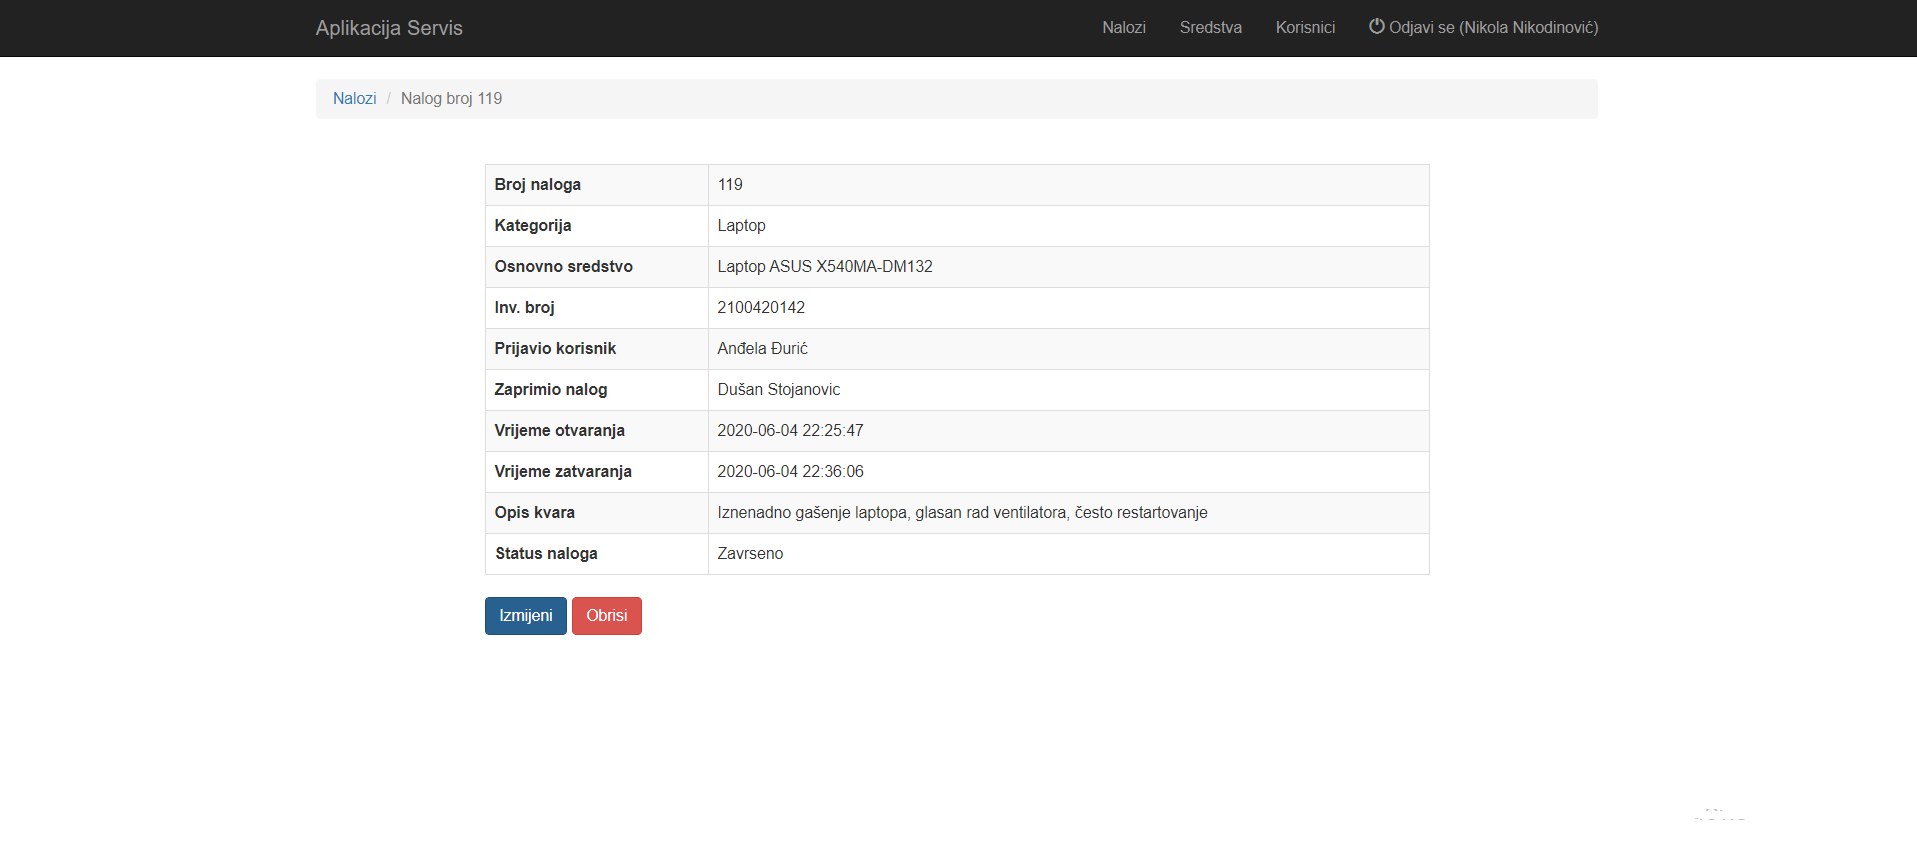 Aplikacija Servis Nalozi Sredstva Korisnici Odjavi se (Nikola Nikodinović)
Nalozi / Nalog broj 119
Broj naloga 119
Kategorija Laptop
Osnovno sredstvo Laptop ASUS X540MA-DM132
Inv. broj 2100420142
Prijavio korisnik Anđela Đurić
Zaprimio nalog Dušan Stojanovic
Vrijeme otvaranja 2020-06-04 22:25:47
Vrijeme zatvaranja 2020-06-04 22:36:06
Opis kvara Iznenadno gašenje laptopa, glasan rad ventilatora, često restartovanje
Status naloga Zavrseno
Izmijeni Obrisi